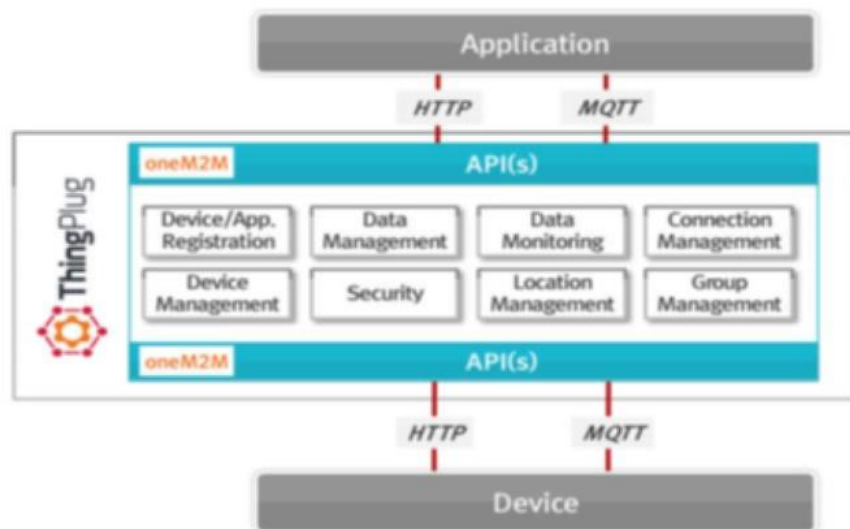 Application
HTTP MQTT
oneM2M API(s)
ThingPlug
Device/App. Data Data Connection
Registration Management Monitoring Management
Device Security Location Group
Management Management Management
oneM2M API(s)
HTTP MQTT
Device